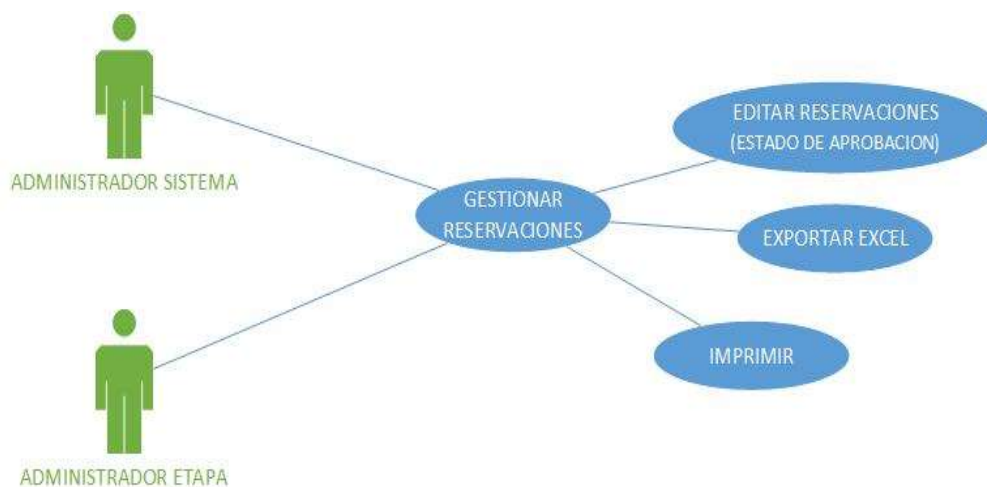 ADMINISTRADOR SISTEMA
EDITAR RESERVACIONES
(ESTADO DE APROBACION)
GESTIONAR
RESERVACIONES
EXPORTAR EXCEL
IMPRIMIR
ADMINISTRADOR ETAPA